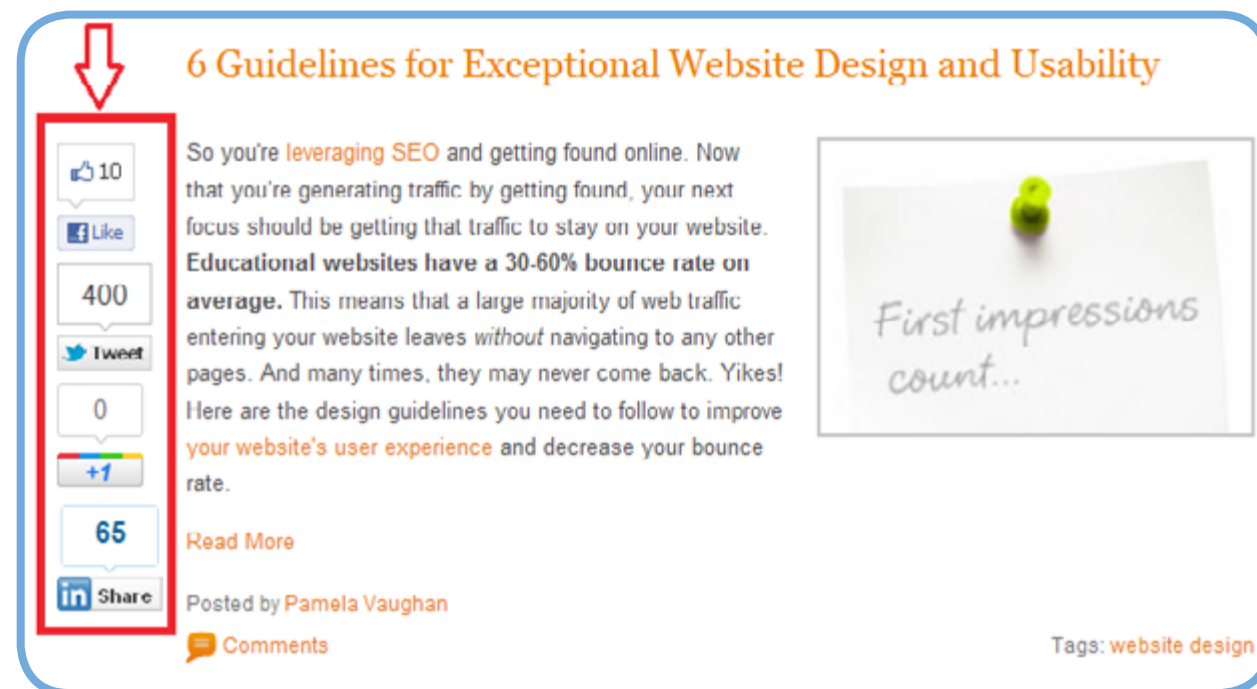 6 Guidelines for Exceptional Website Design and Usability
10
Like
400
Tweet
0
+1
65
in Share
So you're leveraging SEO and getting found online. Now
that you're generating traffic by getting found, your next
focus should be getting that traffic to stay on your website.
Educational websites have a 30-60% bounce rate on
average. This means that a large majority of web traffic
entering your website leaves without navigating to any other
pages. And many times, they may never come back. Yikes!
Here are the design guidelines you need to follow to improve
your website's user experience and decrease your bounce
rate.
Read More
Posted by Pamela Vaughan
Comments
First impressions
count...
Tags: website design